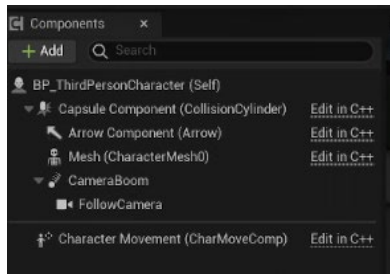 Components
+ Add Search
BP_ThirdPersonCharacter (Self)
Capsule Component (CollisionCylinder) Edit in C++
Arrow Component (Arrow) Edit in C++
Mesh (CharacterMesh0) Edit in C++
CameraBoom
FollowCamera
Character Movement (CharMoveComp) Edit in C++